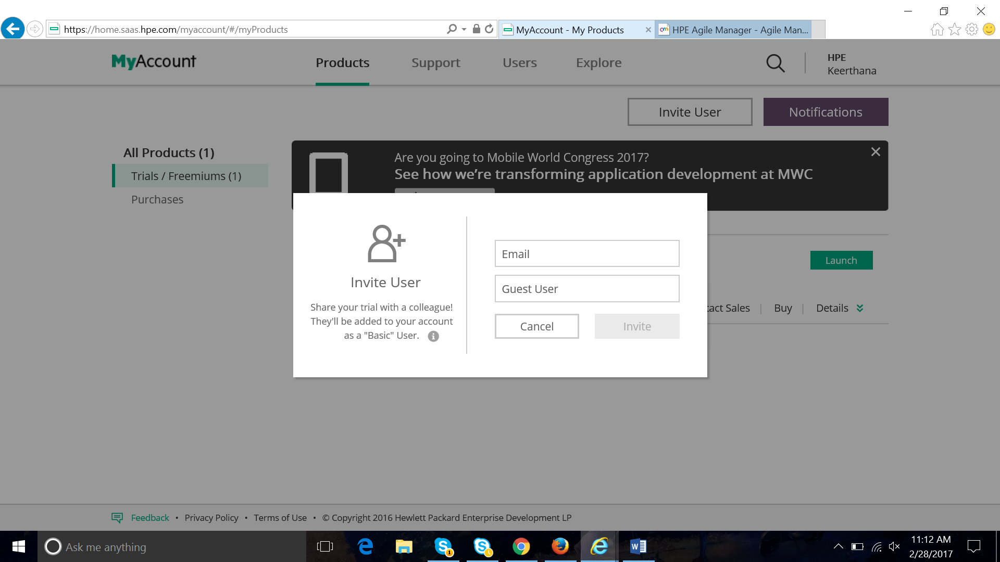 https://home.saas.hpe.com/myaccount/#/myProducts
MyAccount - My Products
HPE Agile Manager - Agile Man...
MyAccount
Products
Support
Users
Explore
HPE
Keerthana
Invite User
Notifications
All Products (1)
Trials / Freemiums (1)
Purchases
Are you going to Mobile World Congress 2017?
See how we’re transforming application development at MWC
Launch
tact Sales | Buy | Details
Invite User
Share your trial with a colleague!
They'll be added to your account
as a "Basic" User.
Email
Guest User
Cancel
Invite
Feedback • Privacy Policy • Terms of Use • © Copyright 2016 Hewlett Packard Enterprise Development LP
Ask me anything
11:12 AM
2/28/2017